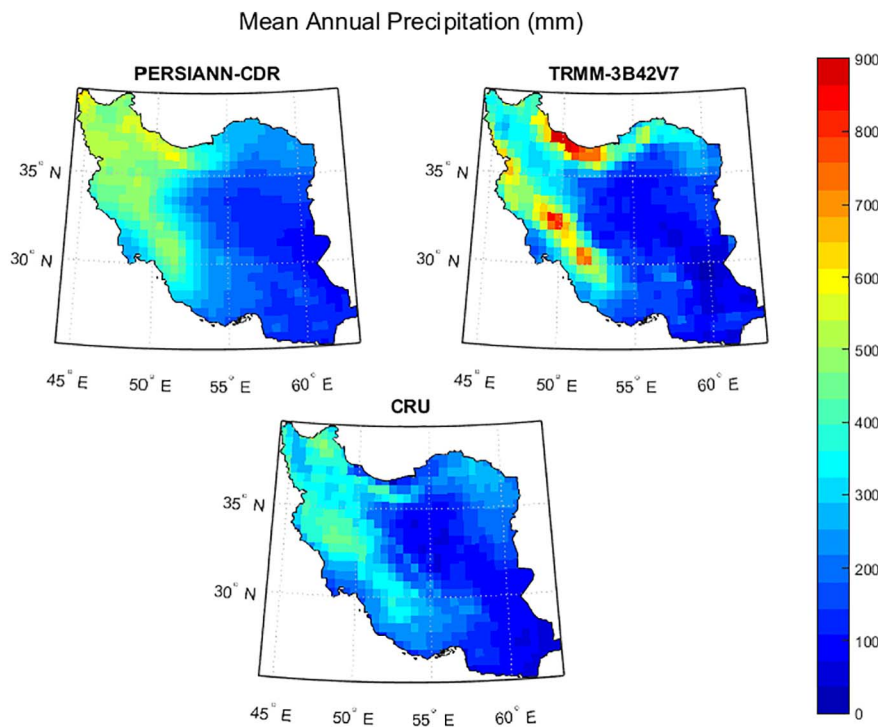 Mean Annual Precipitation (mm)
PERSIANN-CDR
TRMM-3B42V7
35° N
30° N
45° E
50° E
55° E
60° E
35° N
30° N
45° E
50° E
55° E
60° E
CRU
35° N
30° N
45° E
50° E
55° E
60° E
900
800
700
600
500
400
300
200
100
0